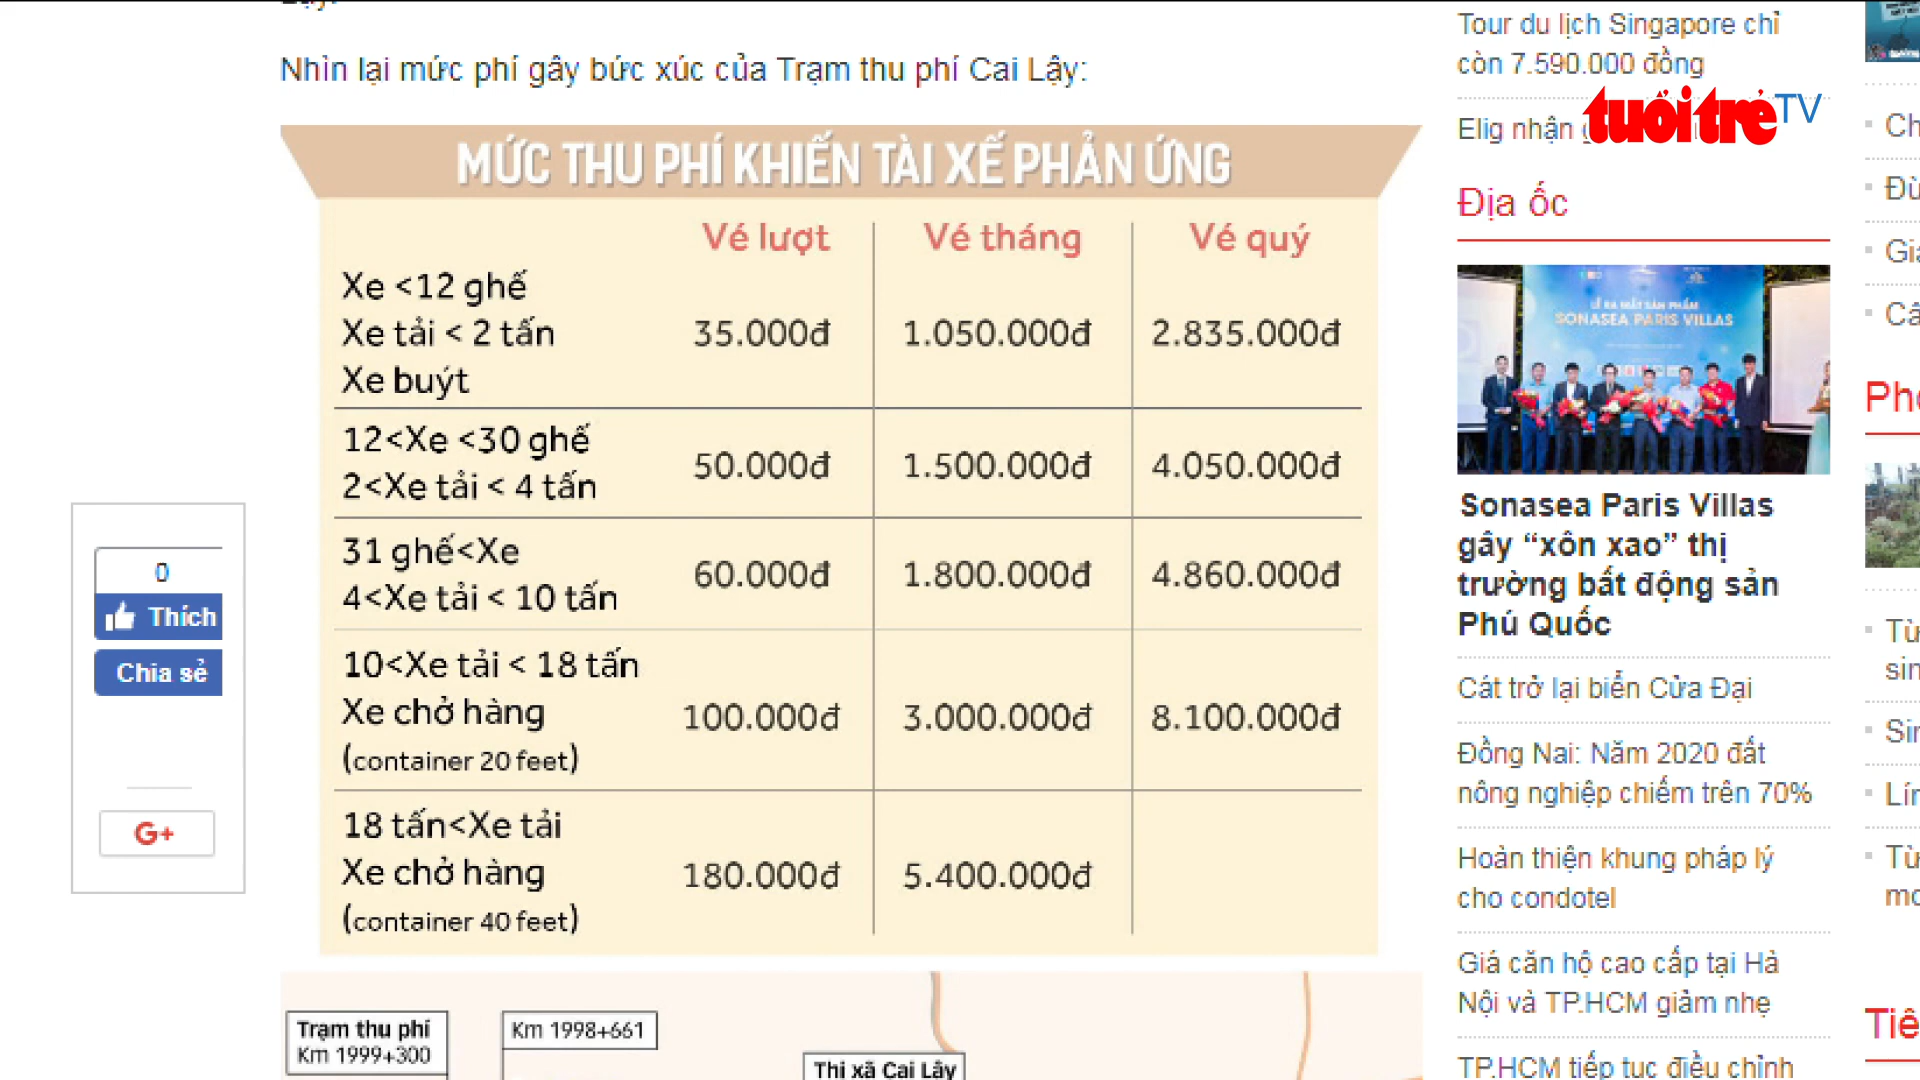 Nhìn lại mức phí gây bức xúc của Trạm thu phí Cai Lậy:
MỨC THU PHÍ KHIẾN TÀI XẾ PHẢN ỨNG
Vé lượt Vé tháng Vé quý
Xe <12 ghế
Xe tải < 2 tấn 35.000đ 1.050.000đ 2.835.000đ
Xe buýt
12<Xe <30 ghế
2<Xe tải < 4 tấn 50.000đ 1.500.000đ 4.050.000đ
31 ghế<Xe
4<Xe tải < 10 tấn 60.000đ 1.800.000đ 4.860.000đ
10<Xe tải < 18 tấn
Xe chở hàng 100.000đ 3.000.000đ 8.100.000đ
(container 20 feet)
18 tấn<Xe tải
Xe chở hàng 180.000đ 5.400.000đ
(container 40 feet)
Trạm thu phí
Km 1999+300
Km 1998+661
Thị xã Cai Lậy
0
Thích
Chia sẻ
G+
Tour du lịch Singapore chỉ
còn 7.590.000 đồng
Elig nhận
tuổi trẻ TV
Địa ốc
LỄ RA MẮT SẢN PHẨM
SONASEA PARIS VILLAS
Sonasea Paris Villas
gây “xôn xao” thị
trường bất động sản
Phú Quốc
Cát trở lại biển Cửa Đại
Đồng Nai: Năm 2020 đất
nông nghiệp chiếm trên 70%
Hoàn thiện khung pháp lý
cho condotel
Giá căn hộ cao cấp tại Hà
Nội và TP.HCM giảm nhẹ
TP.HCM tiếp tục điều chỉnh